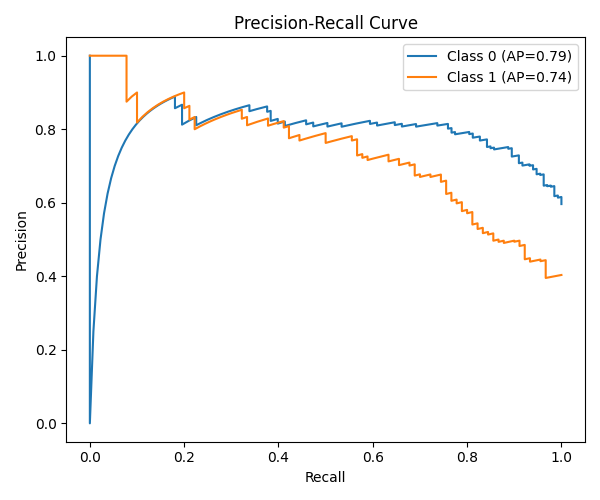 Precision-Recall Curve
Class 0 (AP=0.79)
Class 1 (AP=0.74)
1.0
0.8
0.6
0.4
0.2
0.0
Precision
0.0 0.2 0.4 0.6 0.8 1.0
Recall